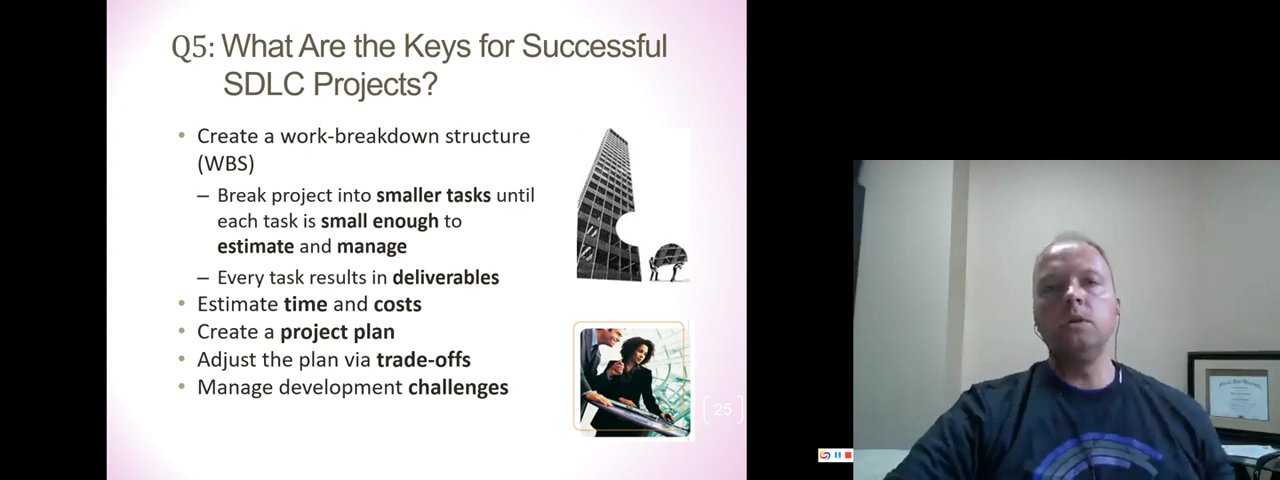 Q5: What Are the Keys for Successful
SDLC Projects?
• Create a work-breakdown structure
(WBS)
– Break project into smaller tasks until
each task is small enough to
estimate and manage
– Every task results in deliverables
• Estimate time and costs
• Create a project plan
• Adjust the plan via trade-offs
• Manage development challenges
25